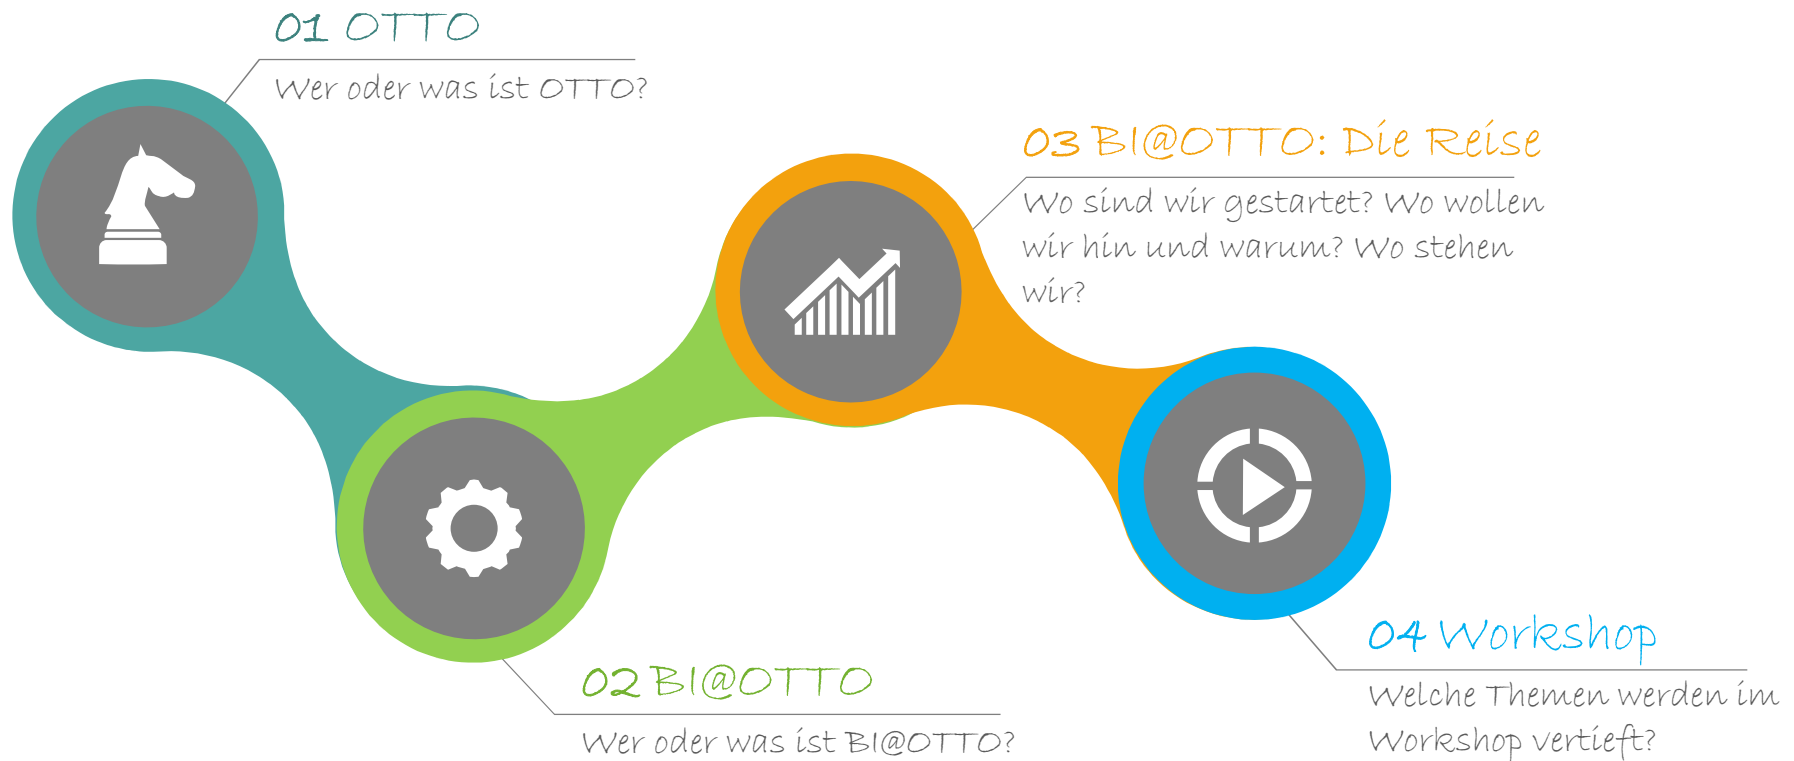 01 OTTO
Wer oder was ist OTTO?
02 BI@OTTO
Wer oder was ist BI@OTTO?
03 BI@OTTO: Die Reise
Wo sind wir gestartet? Wo wollen
wir hin und warum? Wo stehen
wir?
04 Workshop
Welche Themen werden im
Workshop vertieft?